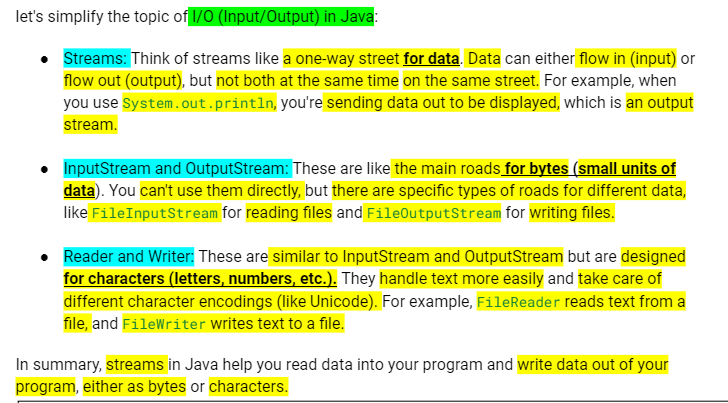 let's simplify the topic of I/O (Input/Output) in Java:
● Streams: Think of streams like a one-way street for data. Data can either flow in (input) or
flow out (output), but not both at the same time on the same street. For example, when
you use System.out.println, you're sending data out to be displayed, which is an output
stream.
● InputStream and OutputStream: These are like the main roads for bytes (small units of
data). You can't use them directly, but there are specific types of roads for different data,
like FileInputStream for reading files and FileOutputStream for writing files.
● Reader and Writer: These are similar to InputStream and OutputStream but are designed
for characters (letters, numbers, etc.). They handle text more easily and take care of
different character encodings (like Unicode). For example, FileReader reads text from a
file, and FileWriter writes text to a file.
In summary, streams in Java help you read data into your program and write data out of your
program, either as bytes or characters.